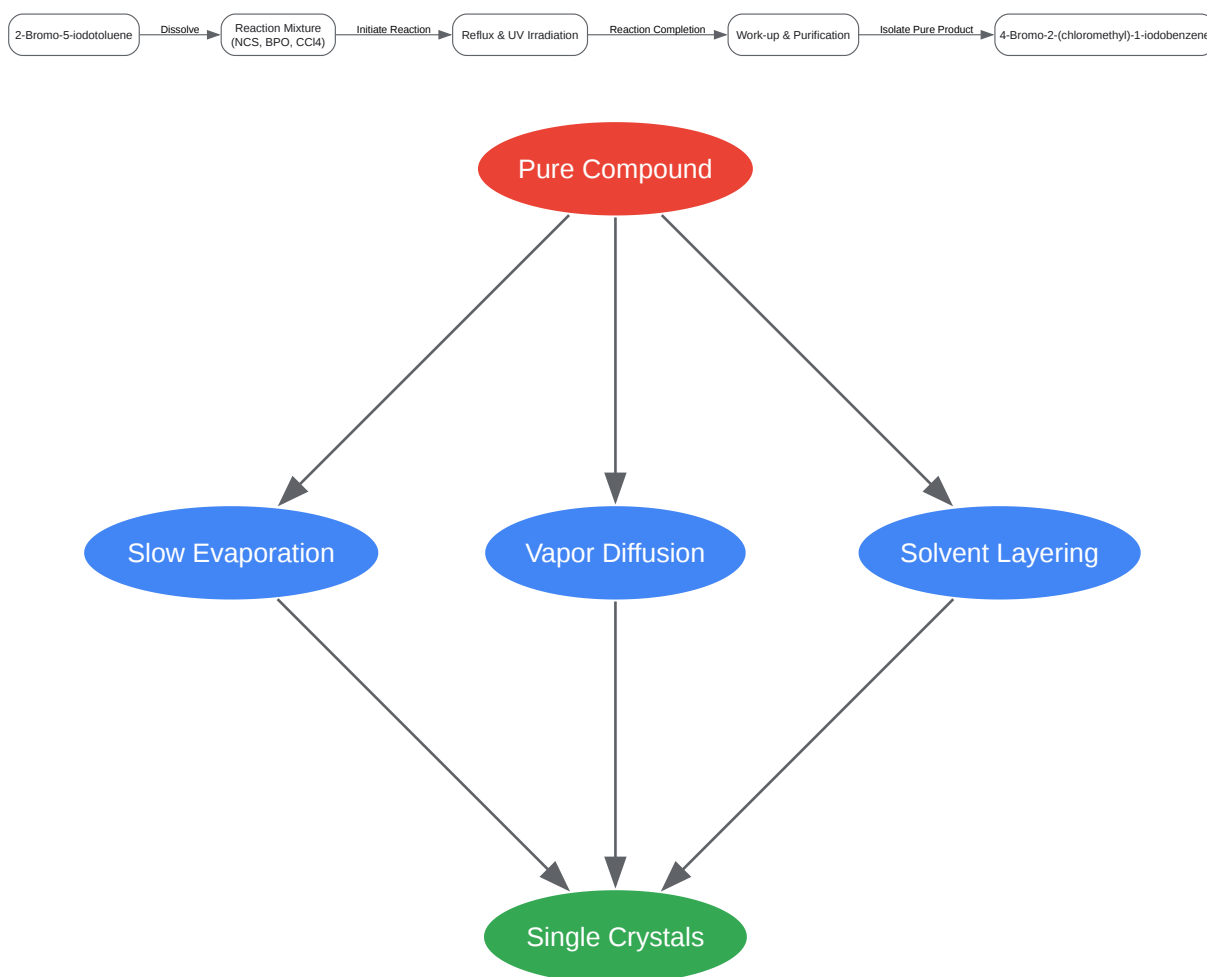 2-Bromo-5-iodotoluene
Dissolve
Reaction Mixture
(NCS, BPO, CCl4)
Initiate Reaction
Reflux & UV Irradiation
Reaction Completion
Work-up & Purification
Isolate Pure Product
4-Bromo-2-(chloromethyl)-1-iodobenzene
Pure Compound
Slow Evaporation
Vapor Diffusion
Solvent Layering
Single Crystals